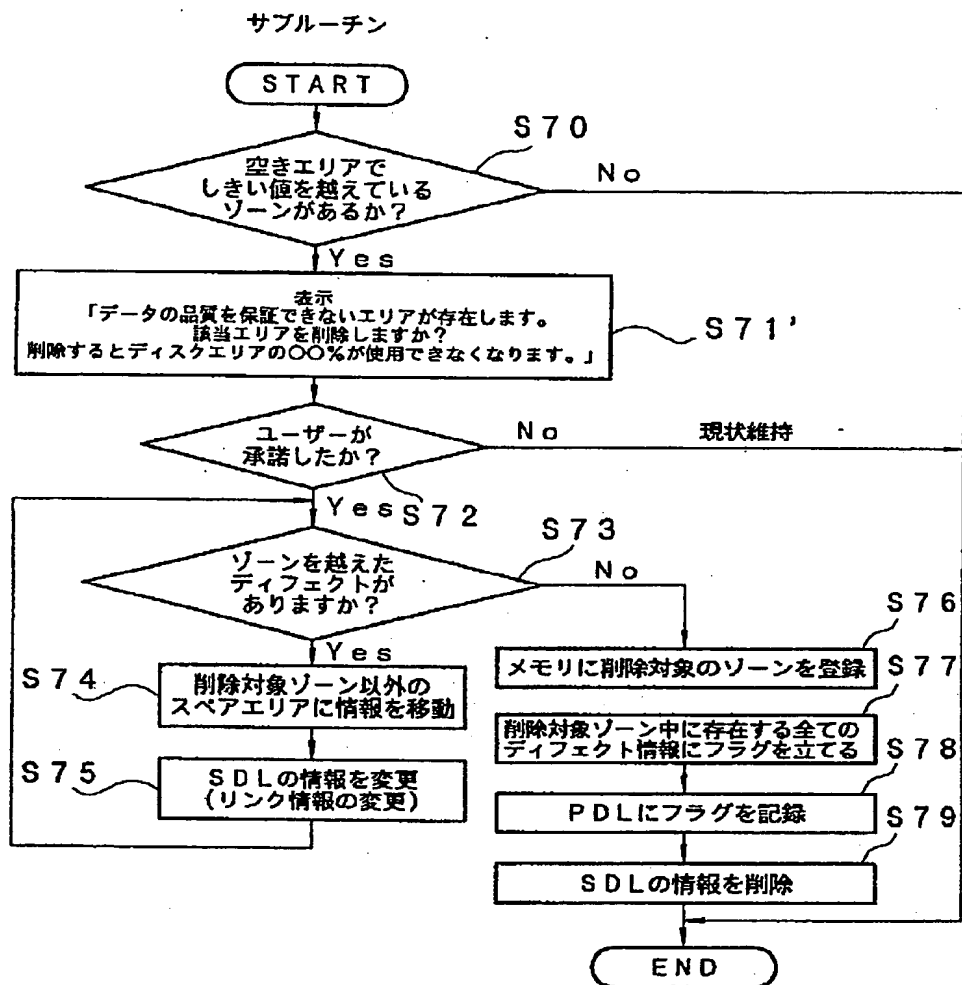 サブルーチン
START
S70
空きエリアで
しきい値を越えている
ゾーンがあるか?
No
Yes
表示
「データの品質を保証できないエリアが存在します。
該当エリアを削除しますか?
削除するとディスクエリアの〇〇%が使用できなくなります。」
S71'
ユーザーが
承諾したか?
No
現状維持
Yes
S72
S73
ゾーンを越えた
ディフェクトが
ありますか?
No
Yes
S74
削除対象ゾーン以外の
スペアエリアに情報を移動
S75
SDLの情報を変更
(リンク情報の変更)
S76
メモリに削除対象のゾーンを登録
S77
削除対象ゾーン中に存在する全ての
ディフェクト情報にフラグを立てる
S78
PDLにフラグを記録
S79
SDLの情報を削除
END